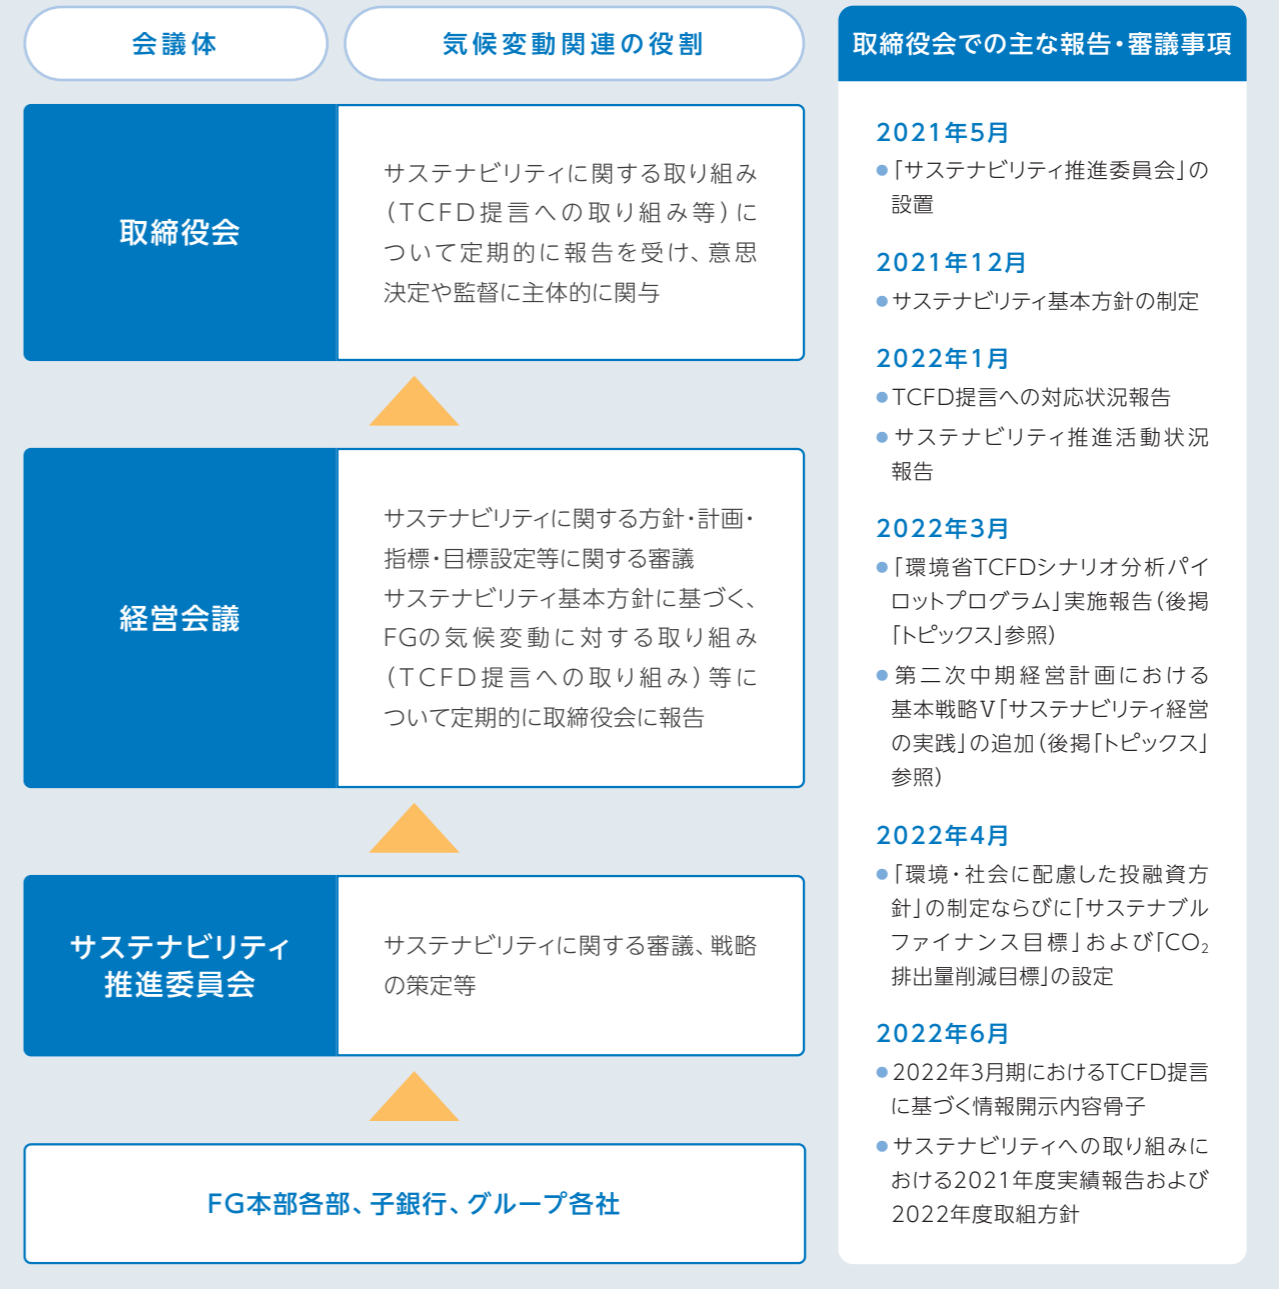 会議体
気候変動関連の役割
取締役会
サステナビリティに関する取り組み
（TCFD提言への取り組み等）に
ついて定期的に報告を受け、意思
決定や監督に主体的に関与
経営会議
サステナビリティに関する方針・計画・
指標・目標設定等に関する審議
サステナビリティ基本方針に基づく、
FGの気候変動に対する取り組み
（TCFD提言への取り組み）等に
ついて定期的に取締役会に報告
サステナビリティ
推進委員会
サステナビリティに関する審議、戦略
の策定等
FG本部各部、子銀行、グループ各社
取締役会での主な報告・審議事項
2021年5月
●「サステナビリティ推進委員会」の
設置
2021年12月
●サステナビリティ基本方針の制定
2022年1月
●TCFD提言への対応状況報告
●サステナビリティ推進活動状況
報告
2022年3月
●「環境省TCFDシナリオ分析パイ
ロットプログラム」実施報告（後掲
「トピックス」参照）
●第二次中期経営計画における
基本戦略Ⅴ「サステナビリティ経営
の実践」の追加（後掲「トピックス」
参照）
2022年4月
●「環境・社会に配慮した投融資方
針」の制定ならびに「サステナブル
ファイナンス目標」および「CO₂
排出量削減目標」の設定
2022年6月
●2022年3月期におけるTCFD提言
に基づく情報開示内容骨子
●サステナビリティへの取り組みに
おける2021年度実績報告および
2022年度取組方針